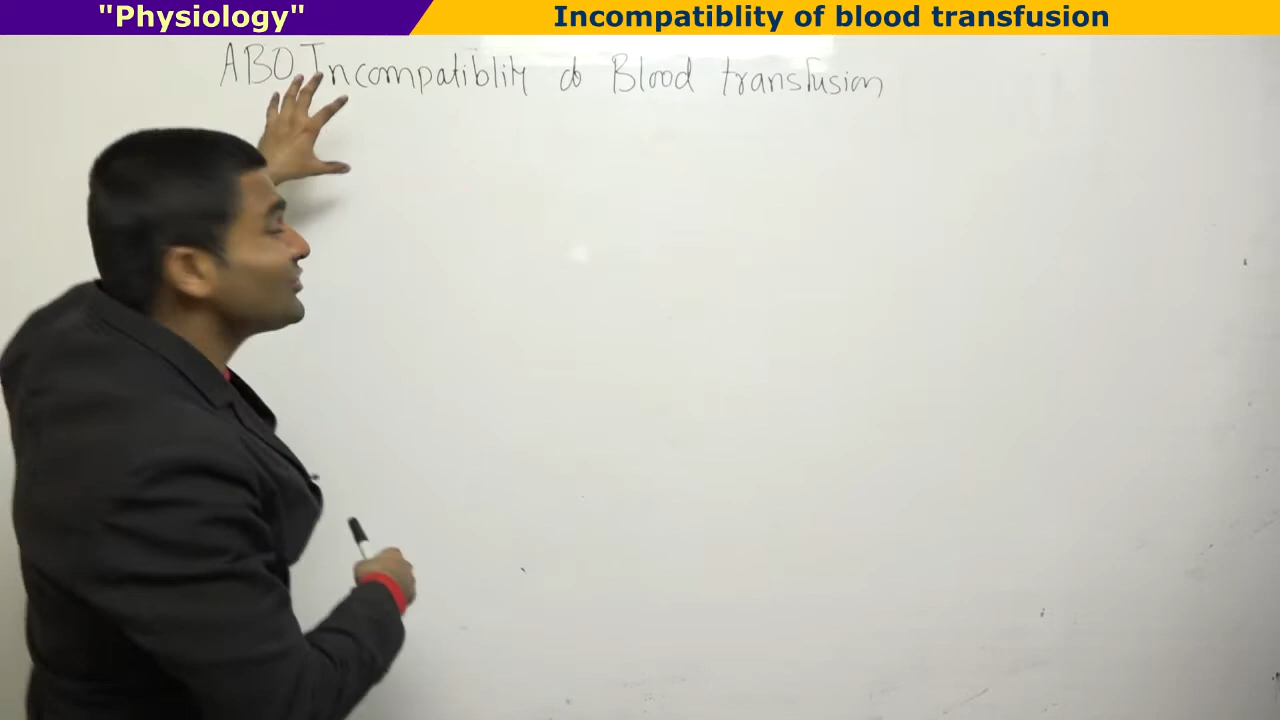 "Physiology"
Incompatiblity of blood transfusion
ABO Incompatiblity of Blood transfusion